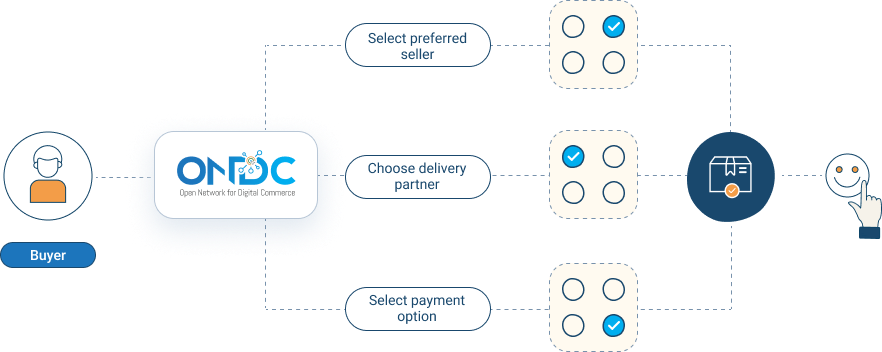 Select preferred
seller
ONDC
Open Network for Digital Commerce
Choose delivery
partner
Buyer
Select payment
option